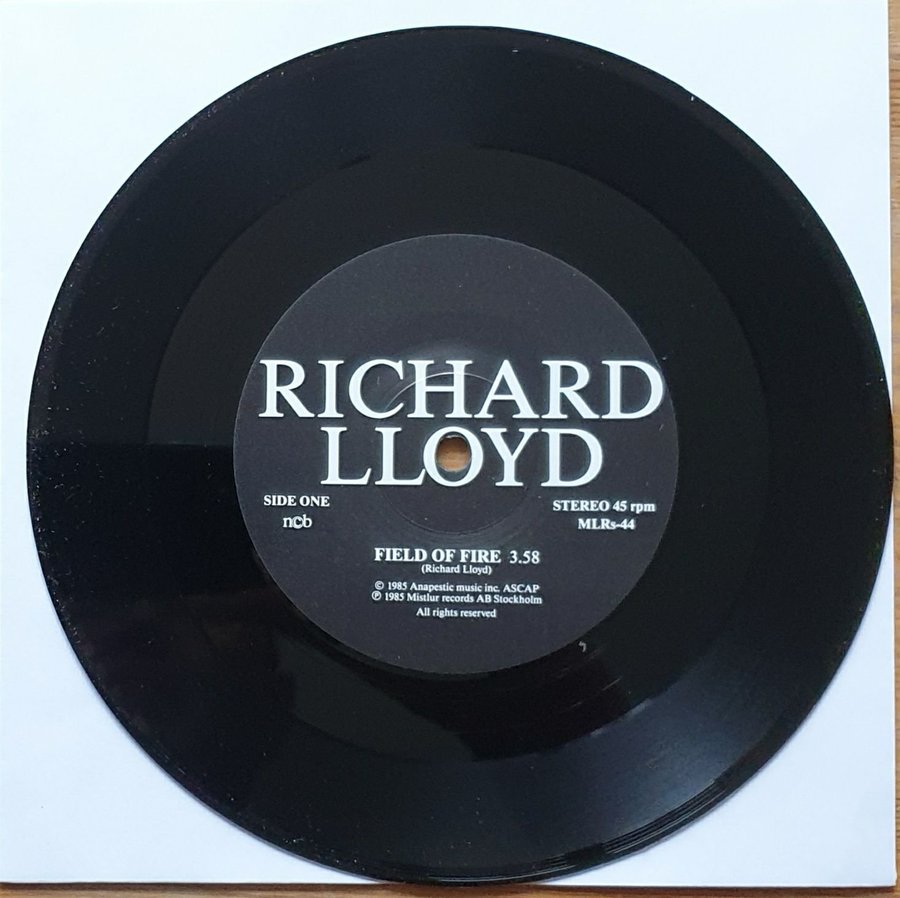 RICHARD
LLOYD
SIDE ONE
ncb
STEREO 45 rpm
MLRs-44
FIELD OF FIRE 3.58
(Richard Lloyd)
© 1985 Anapestic music inc. ASCAP
℗ 1985 Mistlur records AB Stockholm
All rights reserved